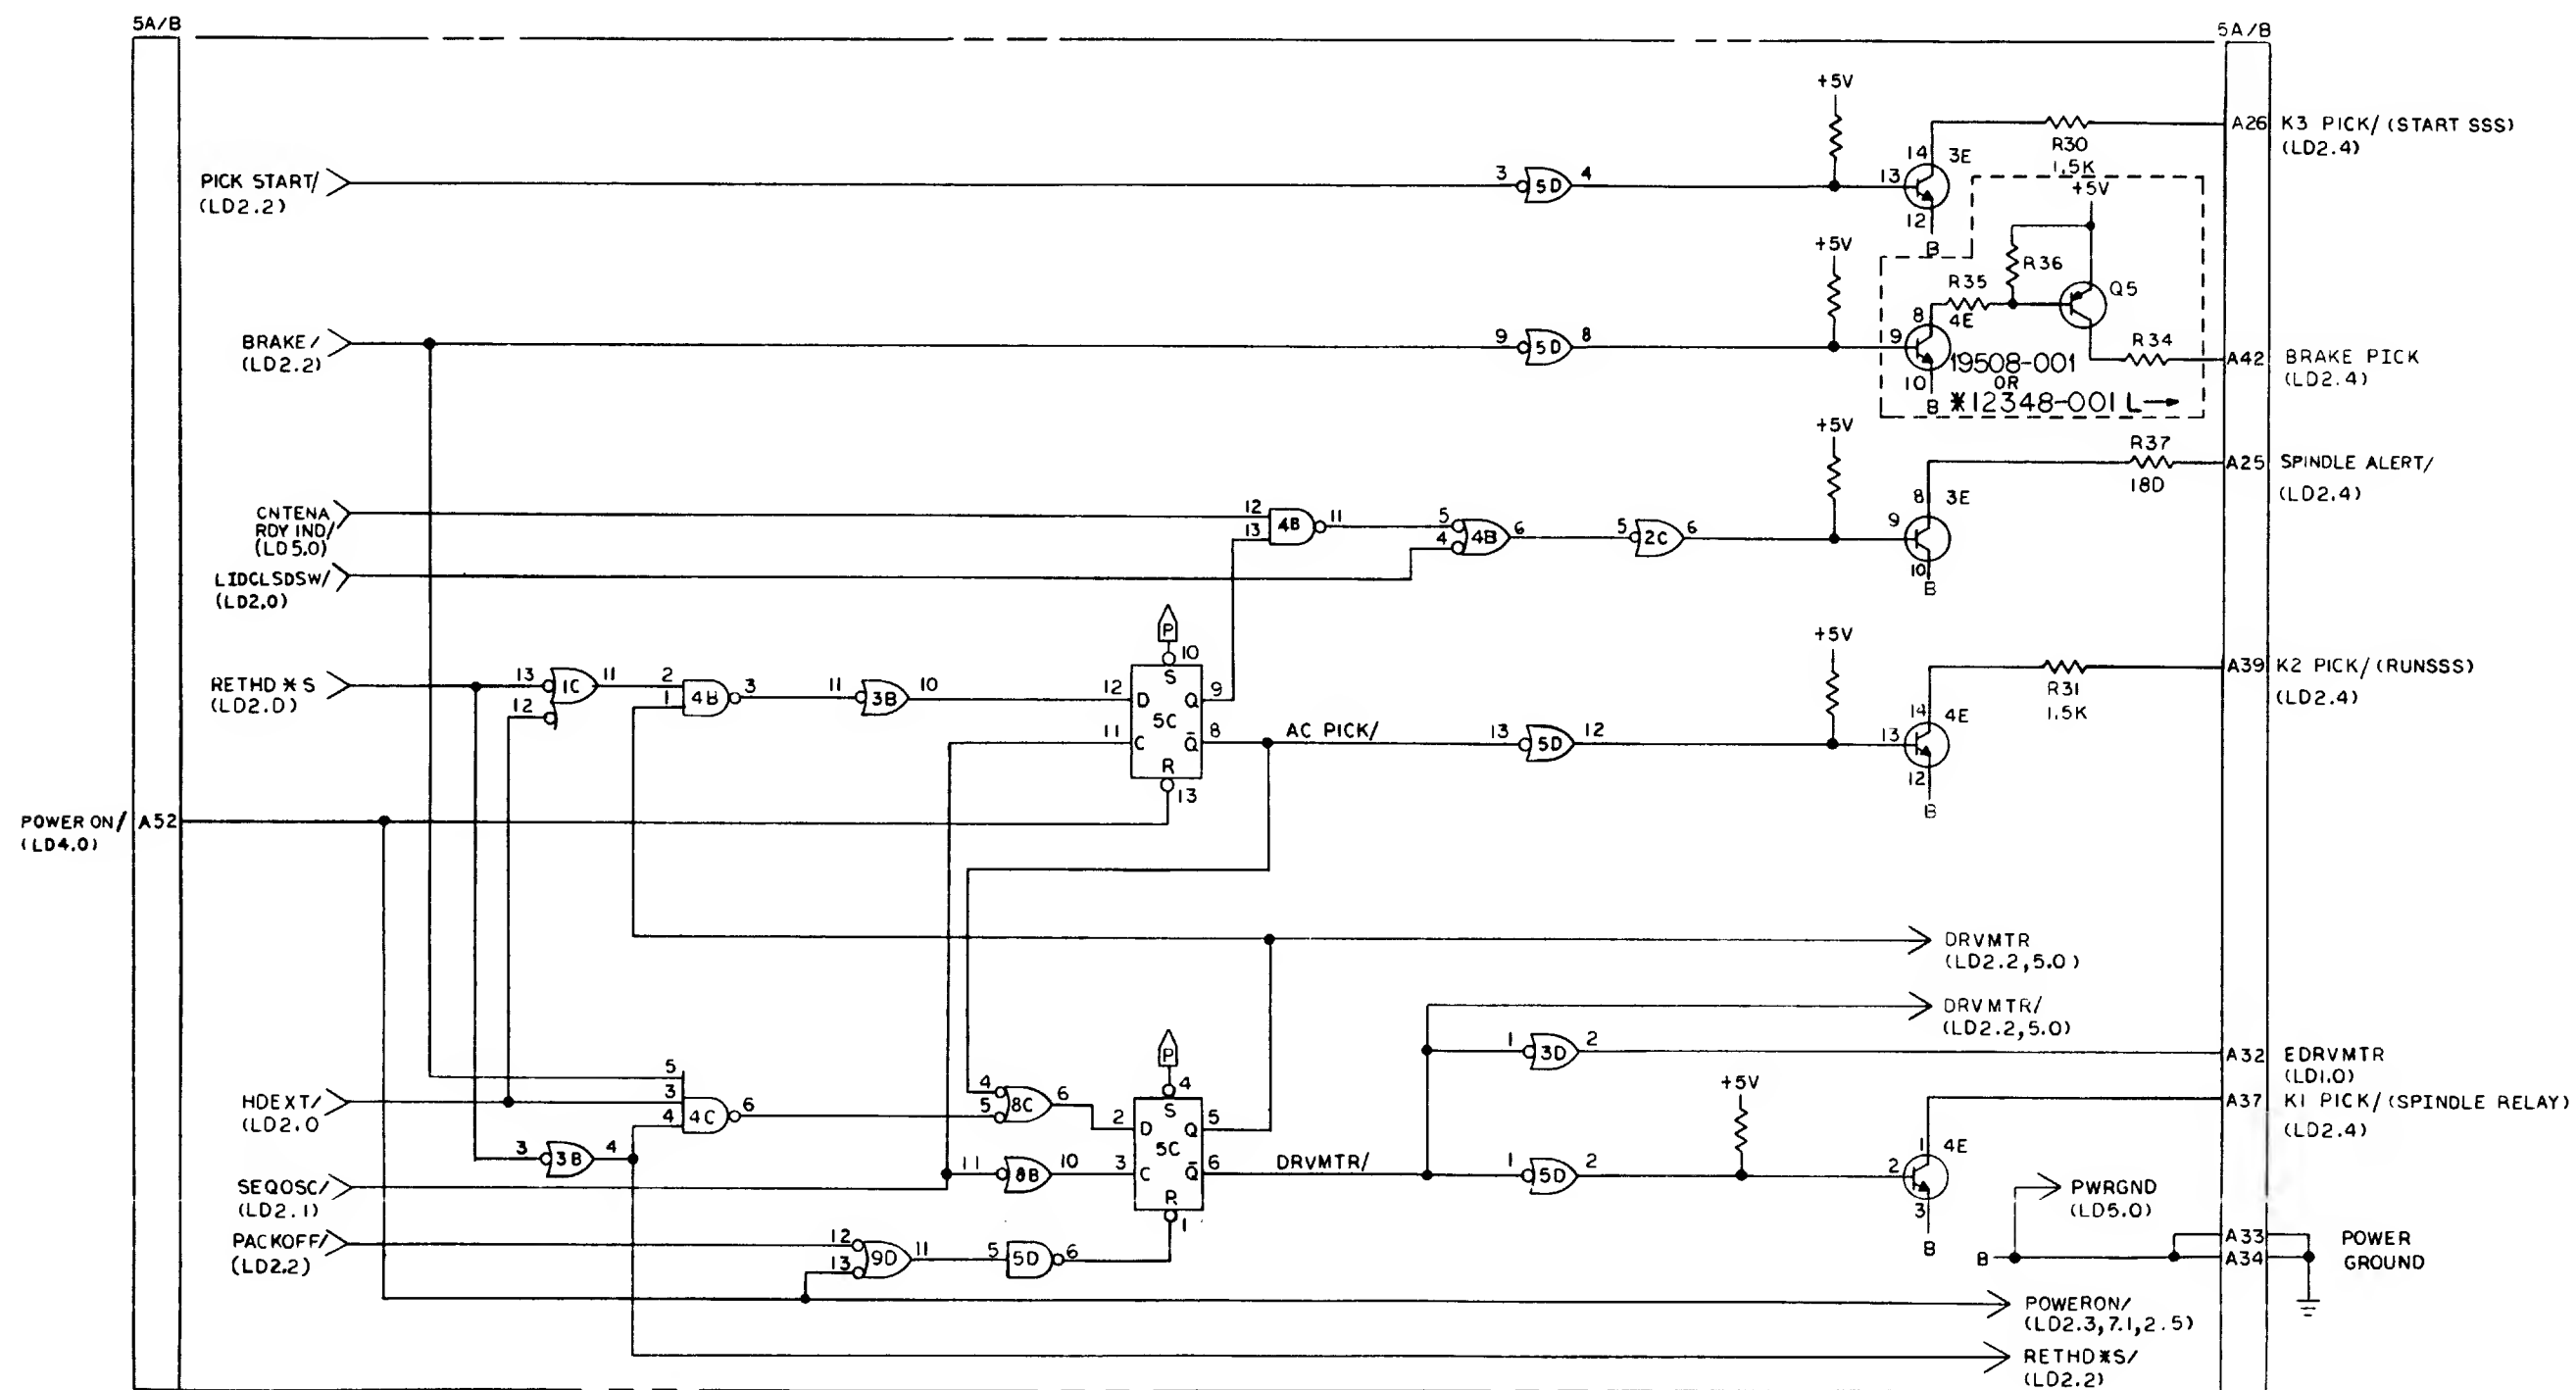 5A/B
5A/B
+5V
A26 K3 PICK/ (START SSS)
(LD2.4)
R30
1.5K
14 3E
13
12
B
PICK START/
(LD2.2)
3 5D 4
+5V
+5V
R36
R35
Q5
8
4E
9
10
B
19508-001
OR
*12348-001 L
R34
A42 BRAKE PICK
(LD2.4)
BRAKE/
(LD2.2)
9 5D 8
+5V
R37
18D
A25 SPINDLE ALERT/
(LD2.4)
8 3E
9
10
B
CNTENA
RDY IND/
(LD5.0)
12
13
4B 11
5
4
4B 6
5 2C 6
LIDCLSDSW/
(LD2.0)
P
10
+5V
A39 K2 PICK/ (RUNSSS)
(LD2.4)
R31
1.5K
RETHD*S
(LD2.D)
13
12
1C 11
2
1
4B 3
11 3B 10
12 D S Q 9
5C
11 C Q̄ 8
R
13
AC PICK/
13 5D 12
14 4E
13
12
B
POWER ON/ A52
(LD4.0)
DRVMTR
(LD2.2,5.0)
DRVMTR/
(LD2.2,5.0)
P
4
1 3D 2
A32 EDRVMTR
(LD1.0)
+5V
A37 K1 PICK/ (SPINDLE RELAY)
(LD2.4)
HDEXT/
(LD2.0
5
3
4
4C 6
4
5
8C 6
2 D S Q 5
5C
3 C Q̄ 6
R
1
3 3B 4
DRVMTR/
1 5D 2
1 4E
2
3
B
SEQOSC/
(LD2.1)
11 8B 10
PWRGND
(LD5.0)
PACKOFF/
(LD2.2)
12
13
9D 11
5 5D 6
B
A33
A34
POWER
GROUND
POWERON/
(LD2.3,7.1,2.5)
RETHD*S/
(LD2.2)